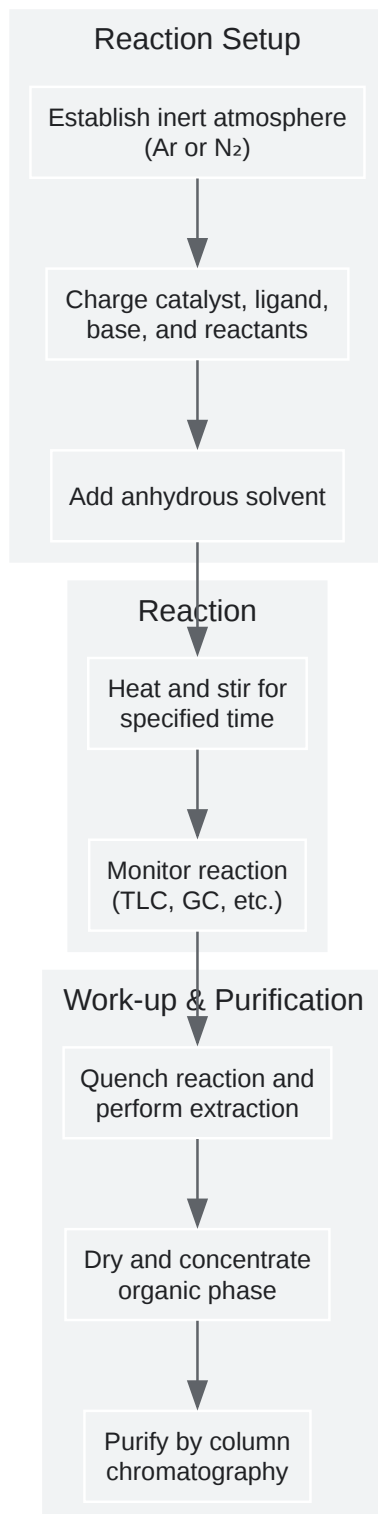 Reaction Setup
Establish inert atmosphere
(Ar or N₂)
Charge catalyst, ligand,
base, and reactants
Add anhydrous solvent
Reaction
Heat and stir for
specified time
Monitor reaction
(TLC, GC, etc.)
Work-up & Purification
Quench reaction and
perform extraction
Dry and concentrate
organic phase
Purify by column
chromatography